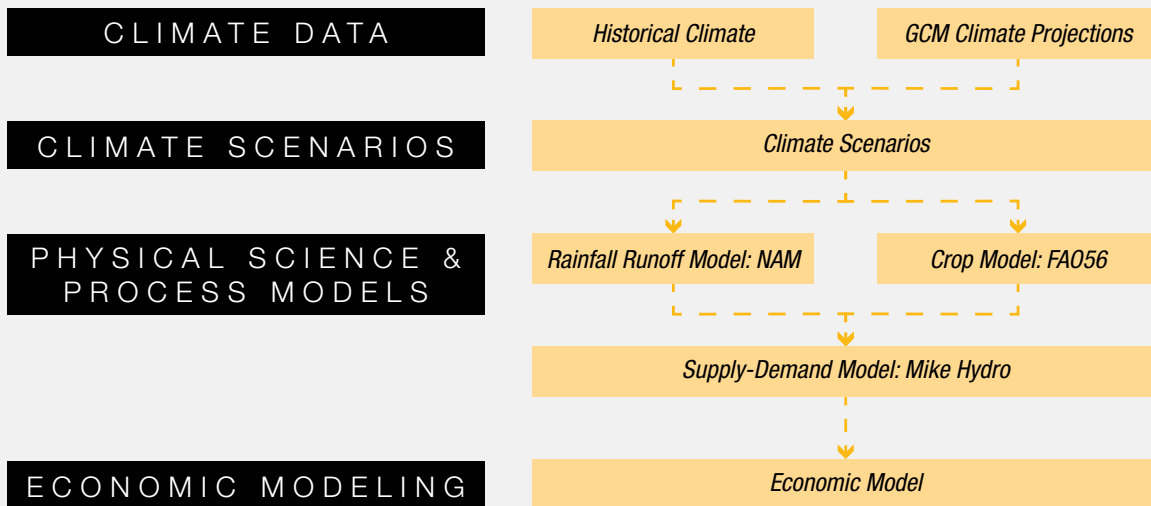 CLIMATE DATA
Historical Climate
GCM Climate Projections
CLIMATE SCENARIOS
Climate Scenarios
PHYSICAL SCIENCE &
PROCESS MODELS
Rainfall Runoff Model: NAM
Crop Model: FAO56
Supply-Demand Model: Mike Hydro
ECONOMIC MODELING
Economic Model